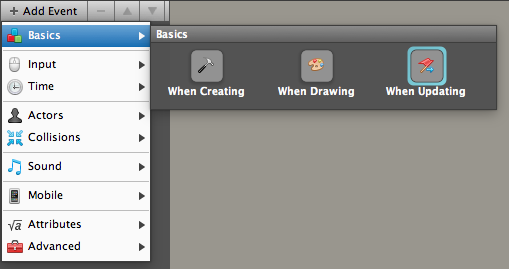 + Add Event
Basics
Input
Time
Actors
Collisions
Sound
Mobile
√a Attributes
Advanced
Basics
When Creating When Drawing When Updating